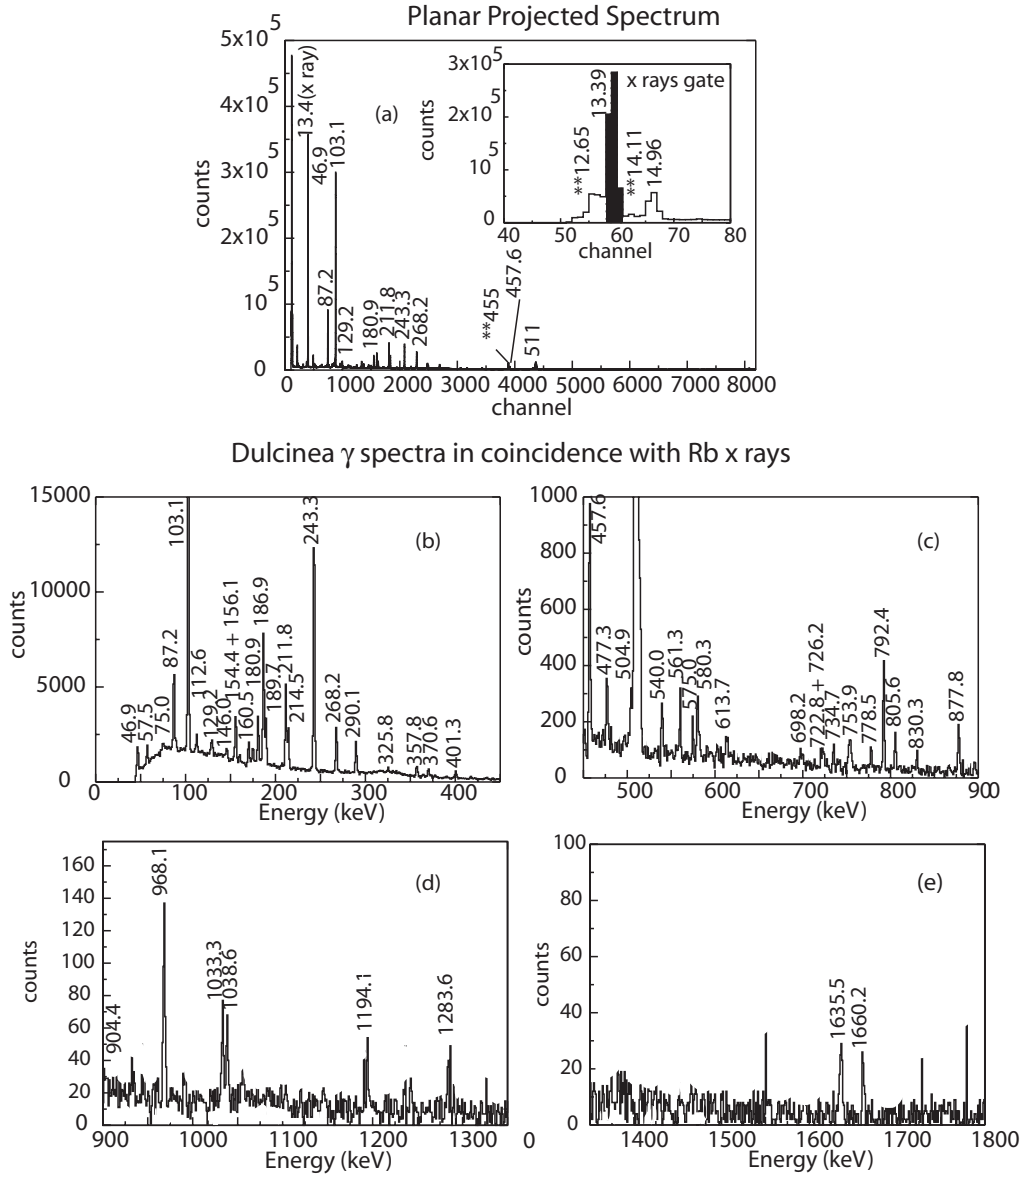 Planar Projected Spectrum
5x10 5
4x10 5
3x10 5
2x10 5
10 5
0
counts
13.4(x ray)
46.9
103.1
87.2
129.2
180.9
211.8
243.3
268.2
**455
457.6
511
(a)
0 1000 2000 3000 4000 5000 6000 7000 8000
channel
3x10 5
2x10 5
10 5
5
0
counts
x rays gate
**12.65
13.39
**14.11
14.96
40 50 60 70 80
channel
Dulcinea γ spectra in coincidence with Rb x rays
15000
10000
5000
0
counts
(b)
46.9
57.5
75.0
87.2
103.1
112.6
129.2
146.0
154.4 + 156.1
160.5
180.9
186.9
189.7
211.8
214.5
243.3
268.2
290.1
325.8
357.8
370.6
401.3
0 100 200 300 400
Energy (keV)
1000
800
600
400
200
0
counts
(c)
457.6
477.3
504.9
540.0
561.3
575.0
580.3
613.7
698.2
722.8 + 726.2
734.7
753.9
778.5
792.4
805.6
830.3
877.8
500 600 700 800 900
Energy (keV)
160
140
120
100
80
60
40
20
0
counts
(d)
904.4
968.1
1033.3
1038.6
1194.1
1283.6
900 1000 1100 1200 1300
Energy (keV)
100
80
60
40
20
0
counts
(e)
1635.5
1660.2
0 1400 1500 1600 1700 1800
Energy (keV)